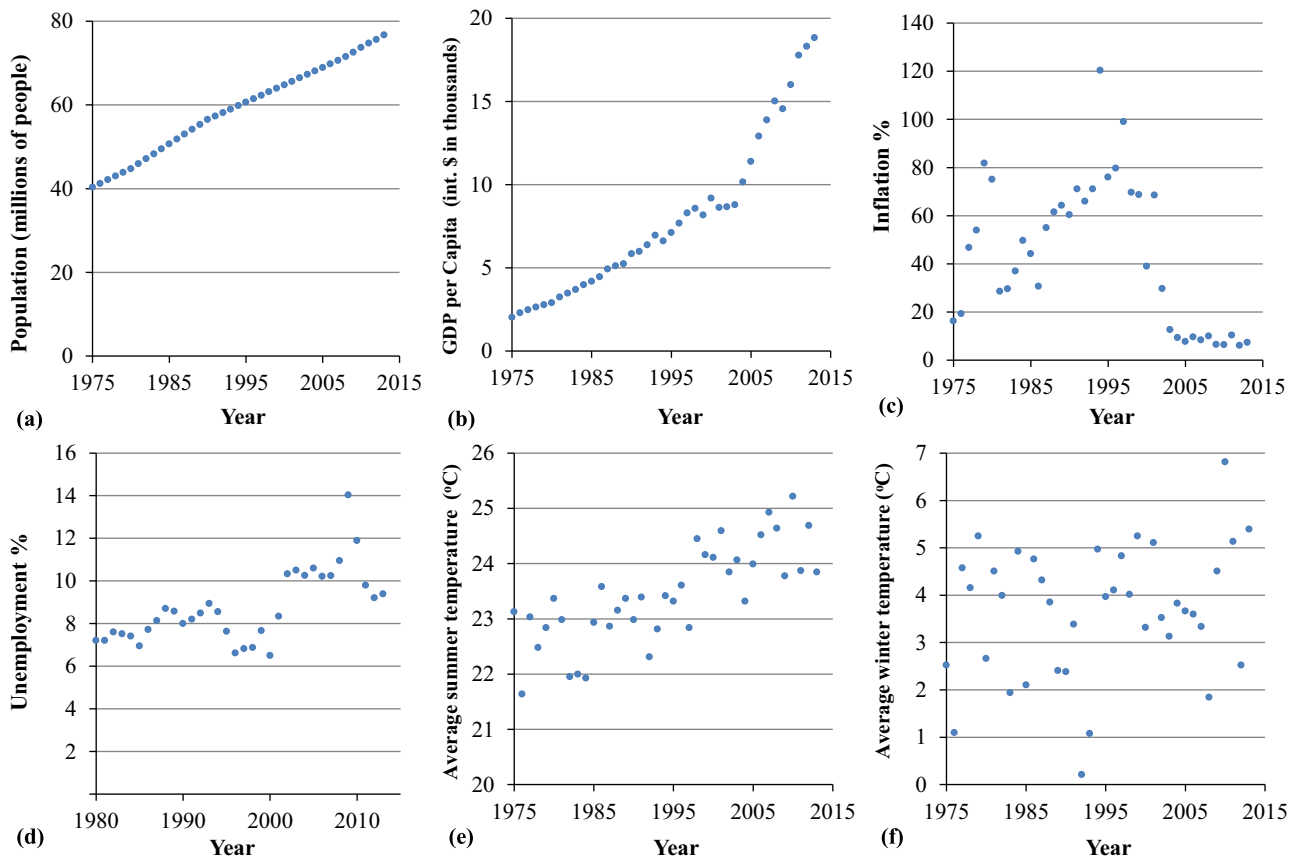 Population (millions of people)
80
60
40
20
0
1975 1985 1995 2005 2015
(a)
Year
GDP per Capita (int. $ in thousands)
20
15
10
5
0
1975 1985 1995 2005 2015
(b)
Year
Inflation %
140
120
100
80
60
40
20
0
1975 1985 1995 2005 2015
(c)
Year
Unemployment %
16
14
12
10
8
6
4
2
1980 1990 2000 2010
(d)
Year
Average summer temperature (°C)
26
25
24
23
22
21
20
1975 1985 1995 2005 2015
(e)
Year
Average winter temperature (°C)
7
6
5
4
3
2
1
0
1975 1985 1995 2005 2015
(f)
Year